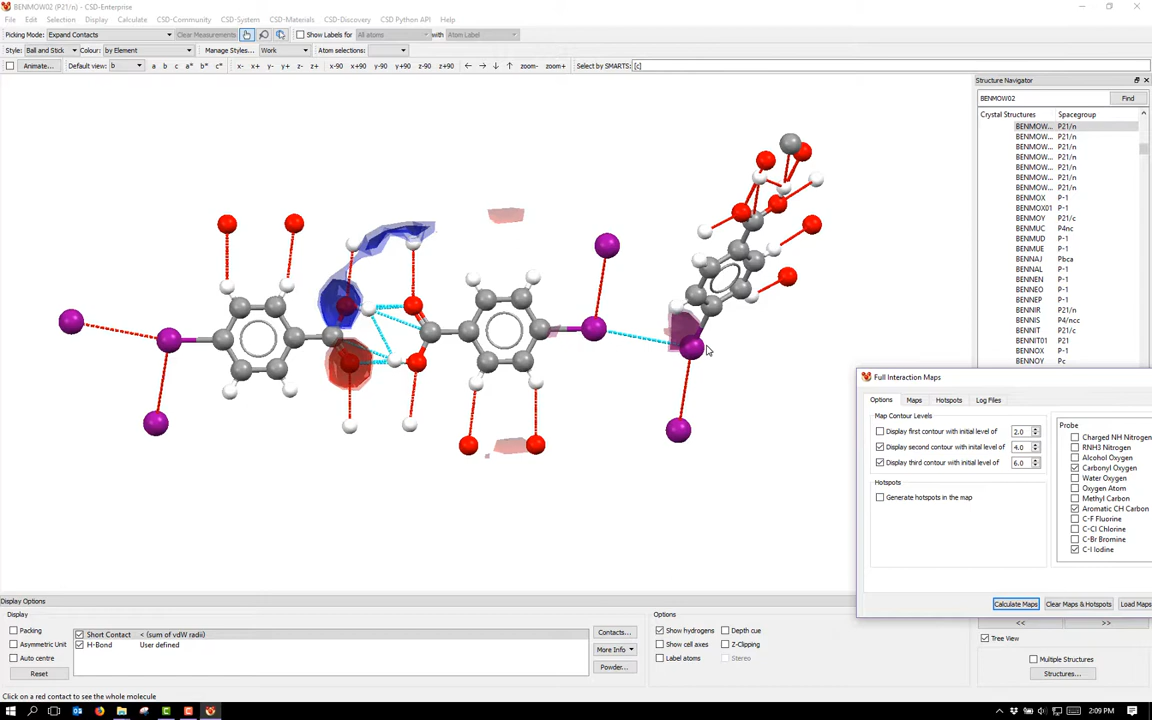 BENMOW02 (P21/n) - CSD-Enterprise
File Edit Selection Display Calculate CSD-Community CSD-System CSD-Materials CSD-Discovery CSD Python API Help
Picking Mode: Expand Contacts Clear Measurements Show Labels for All atoms with Atom Label
Style: Ball and Stick Colour: by Element Manage Styles... Work Atom selections:
Animate... Default view: b a b c a* b* c* x- x+ y- y+ z- z+ x-90 x+90 y-90 y+90 z-90 z+90 ← → ↓ ↑ zoom- zoom+ Select by SMARTS: [c]
Structure Navigator
BENMOW02 Find
Crystal Structures Spacegroup
BENMOW... P21/n
BENMOW... P21/n
BENMOW... P21/n
BENMOW... P21/n
BENMOW... P21/n
BENMOW... P21/n
BENMOW... P21/n
BENMOX P-1
BENMOX01 P-1
BENMOY P21/c
BENMUC P4nc
BENMUD P-1
BENMUE P-1
BENNAJ Pbca
BENNAL P-1
BENNEN P-1
BENNEO P-1
BENNEP P-1
BENNIR P21/n
BENNIS P4/ncc
BENNIT P21/c
BENNIT01 P21
BENNOX P-1
BENNOY Pc
Full Interaction Maps
Options Maps Hotspots Log Files
Map Contour Levels
Display first contour with initial level of 2.0
Display second contour with initial level of 4.0
Display third contour with initial level of 6.0
Hotspots
Generate hotspots in the map
Probe
Charged NH Nitrogen
RNH3 Nitrogen
Alcohol Oxygen
Carbonyl Oxygen
Water Oxygen
Oxygen Atom
Methyl Carbon
Aromatic CH Carbon
C-F Fluorine
C-Cl Chlorine
C-Br Bromine
C-I Iodine
Calculate Maps Clear Maps & Hotspots Load Maps
Display Options
Display
Packing
Asymmetric Unit
Auto centre
Reset
Short Contact < (sum of vdW radii)
H-Bond User defined
Contacts...
More Info
Powder...
Options
Show hydrogens Depth cue
Show cell axes Z-Clipping
Label atoms Stereo
<< >>
Tree View
Multiple Structures
Structures...
Click on a red contact to see the whole molecule
2:09 PM